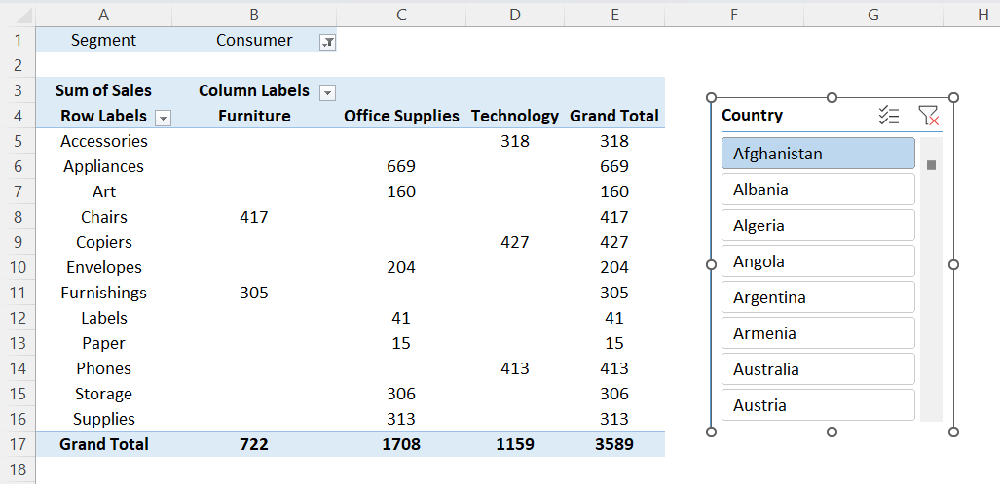 A B C D E F G H
1 Segment Consumer
2
3 Sum of Sales Column Labels
4 Row Labels Furniture Office Supplies Technology Grand Total
5 Accessories 318 318
6 Appliances 669 669
7 Art 160 160
8 Chairs 417 417
9 Copiers 427 427
10 Envelopes 204 204
11 Furnishings 305 305
12 Labels 41 41
13 Paper 15 15
14 Phones 413 413
15 Storage 306 306
16 Supplies 313 313
17 Grand Total 722 1708 1159 3589
18
Country
Afghanistan
Albania
Algeria
Angola
Argentina
Armenia
Australia
Austria